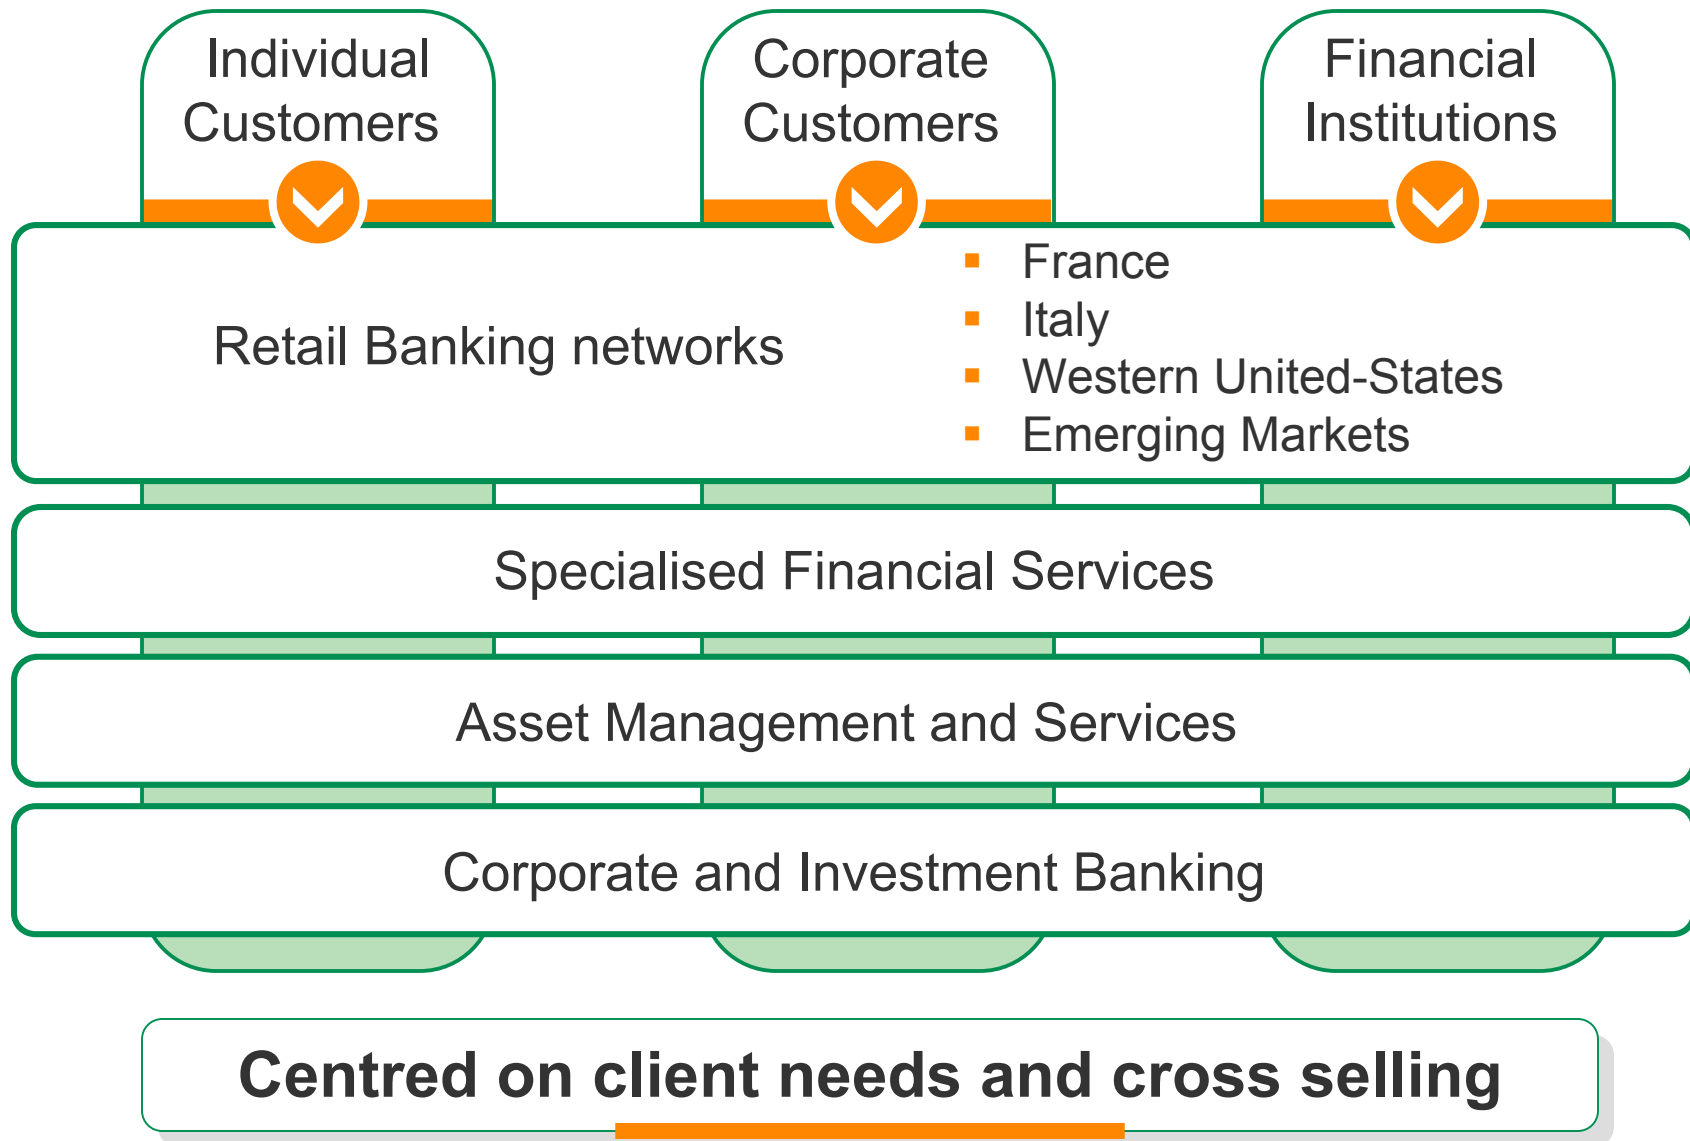 Individual
Customers
Corporate
Customers
Financial
Institutions
Retail Banking networks
France
Italy
Western United-States
Emerging Markets
Specialised Financial Services
Asset Management and Services
Corporate and Investment Banking
Centred on client needs and cross selling